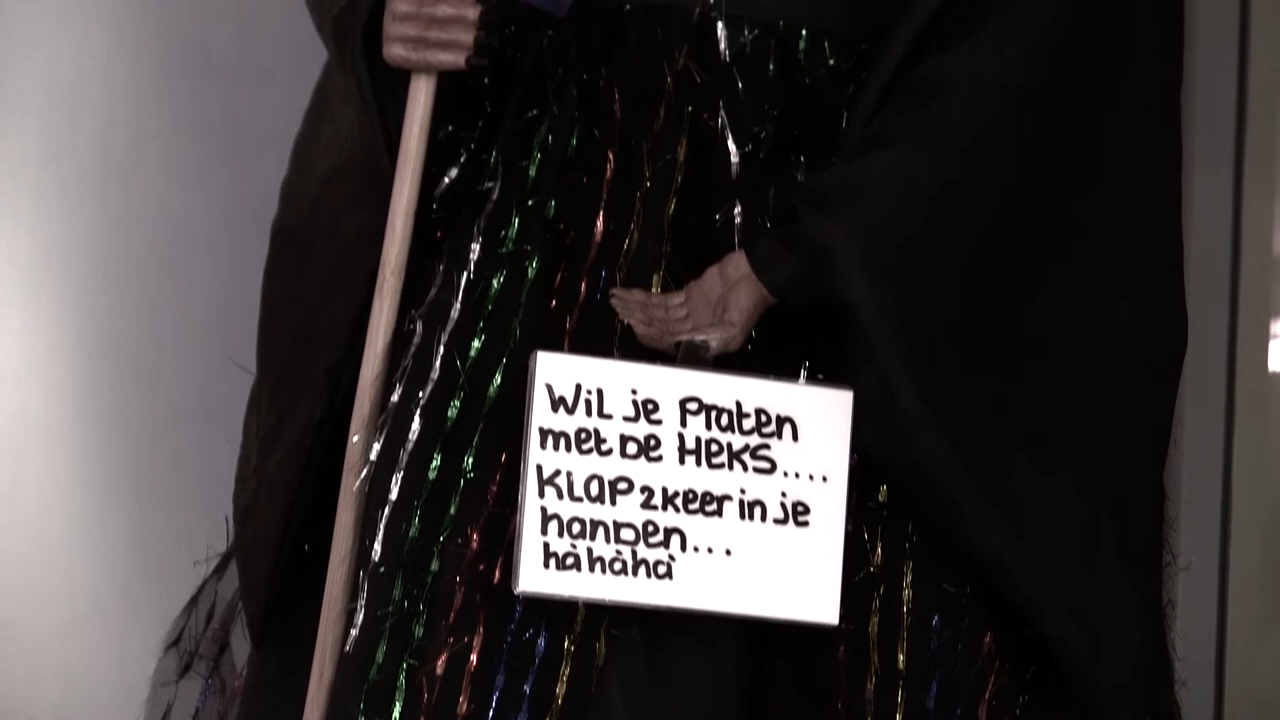 Wil je Praten
met De HEKS....
KLAP 2 keer in je
hanDen...
hàhàhà